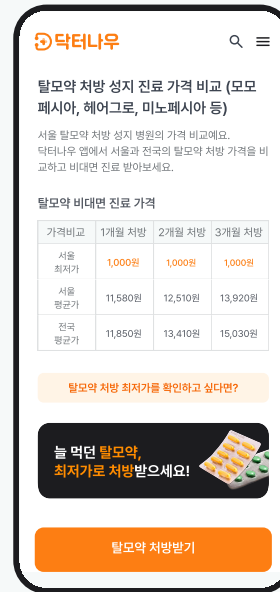 닥터나우
탈모약 처방 성지 진료 가격 비교 (모모
페시아, 헤어그로, 미노페시아 등)
서울 탈모약 처방 성지 병원의 가격 비교예요.
닥터나우 앱에서 서울과 전국의 탈모약 처방 가격을 비
교하고 비대면 진료 받아보세요.
탈모약 비대면 진료 가격
가격비교 1개월 처방 2개월 처방 3개월 처방
서울
최저가 1,000원 1,000원 1,000원
서울
평균가 11,580원 12,510원 13,920원
전국
평균가 11,850원 13,410원 15,030원
탈모약 처방 최저가를 확인하고 싶다면?
늘 먹던 탈모약,
최저가로 처방받으세요!
탈모약 처방받기